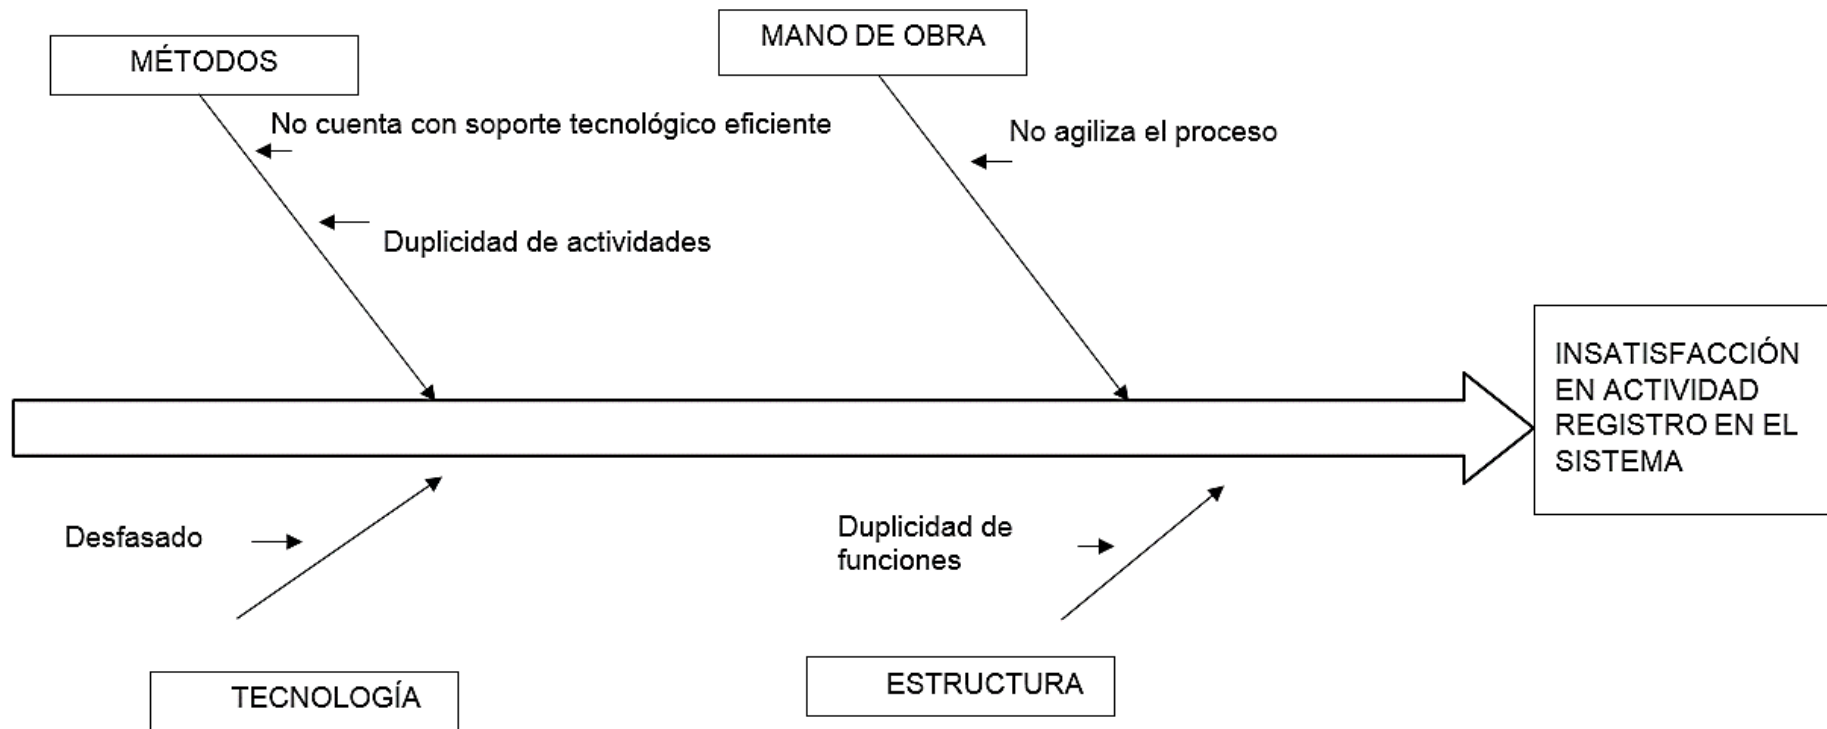 MÉTODOS
MANO DE OBRA
No cuenta con soporte tecnológico eficiente
No agiliza el proceso
Duplicidad de actividades
INSATISFACCIÓN
EN ACTIVIDAD
REGISTRO EN EL
SISTEMA
Desfasado
Duplicidad de
funciones
TECNOLOGÍA
ESTRUCTURA